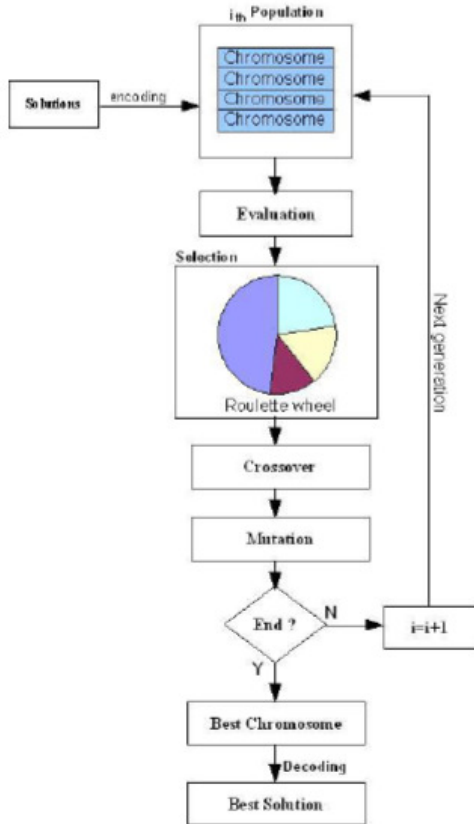 i th Population
Chromosome
Chromosome
Chromosome
Chromosome
Solutions
encoding
Evaluation
Selection
Roulette wheel
Next generation
Crossover
Mutation
End ?
N
i=i+1
Y
Best Chromosome
Decoding
Best Solution